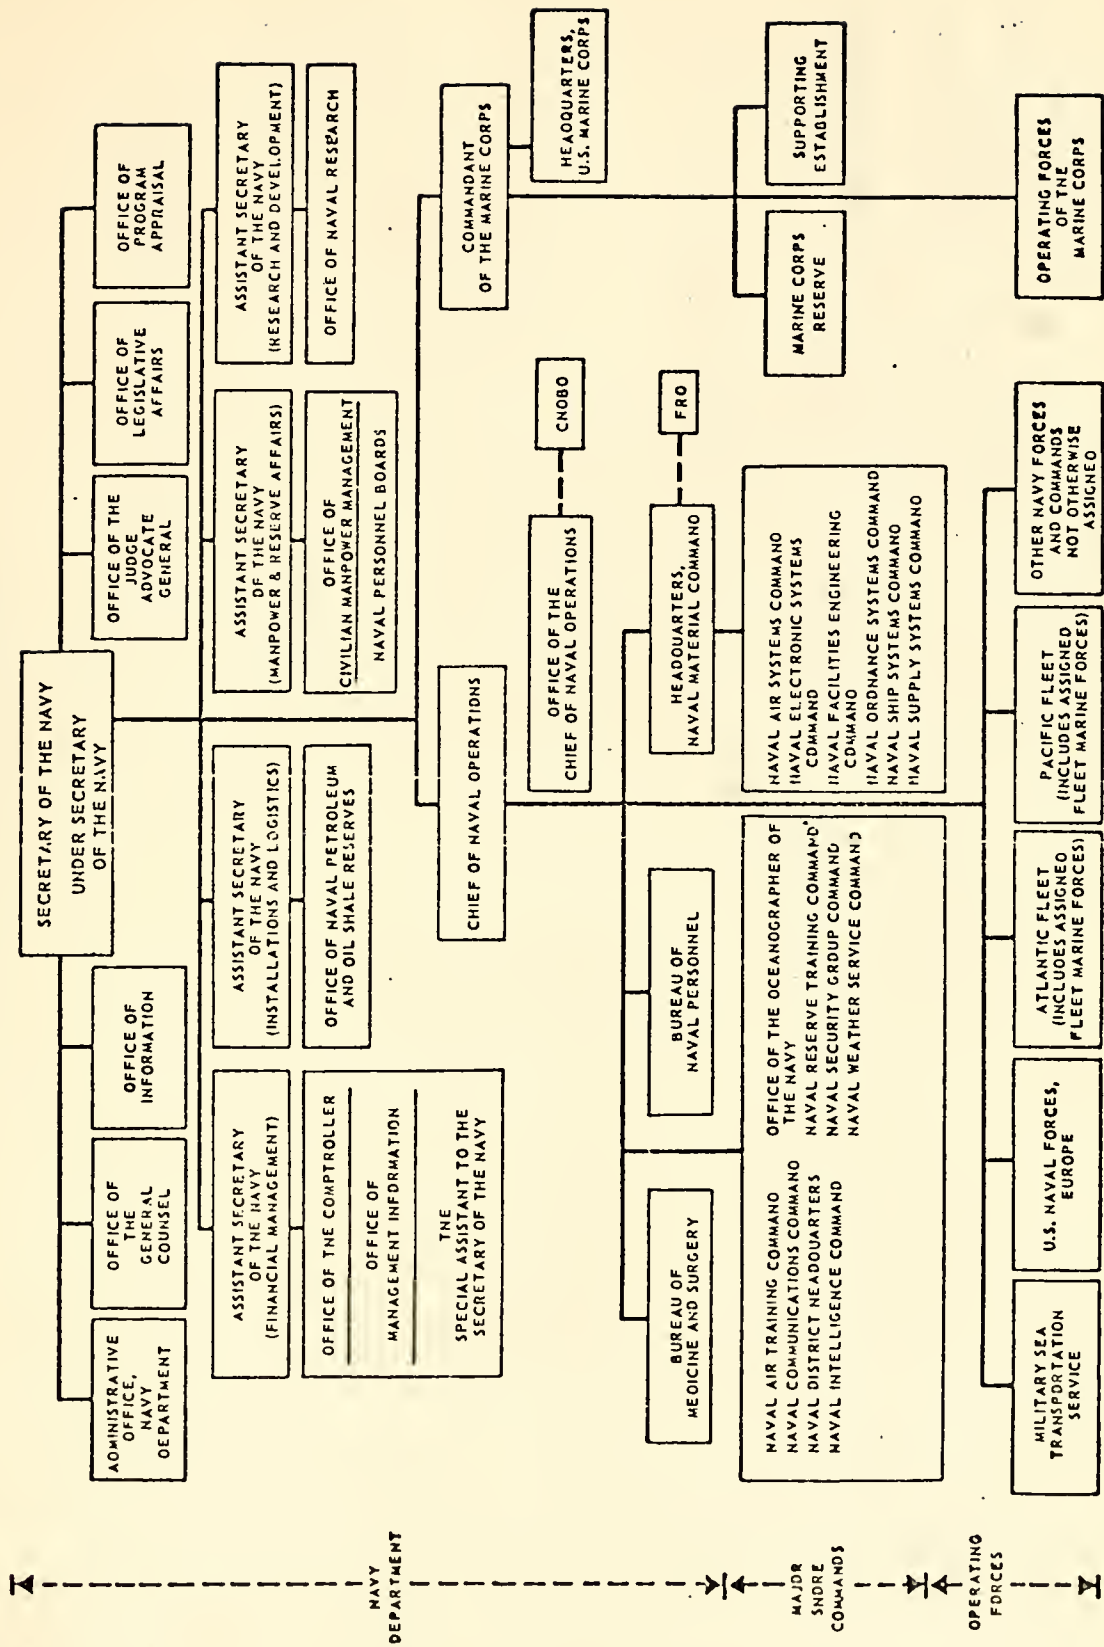 SECRETARY OF THE NAVY
UNDER SECRETARY
OF THE NAVY
ADMINISTRATIVE
OFFICE,
NAVY
DEPARTMENT
OFFICE OF
THE
GENERAL
COUNSEL
OFFICE OF
INFORMATION
OFFICE OF THE
JUDGE
ADVOCATE
GENERAL
OFFICE OF
LEGISLATIVE
AFFAIRS
OFFICE OF
PROGRAM
APPRAISAL
ASSISTANT SECRETARY
OF THE NAVY
(FINANCIAL MANAGEMENT)
OFFICE OF THE COMPTROLLER
OFFICE OF
MANAGEMENT INFORMATION
THE
SPECIAL ASSISTANT TO THE
SECRETARY OF THE NAVY
ASSISTANT SECRETARY
OF THE NAVY
(INSTALLATIONS AND LOGISTICS)
OFFICE OF NAVAL PETROLEUM
AND OIL SHALE RESERVES
ASSISTANT SECRETARY
OF THE NAVY
(MANPOWER & RESERVE AFFAIRS)
OFFICE OF
CIVILIAN MANPOWER MANAGEMENT
NAVAL PERSONNEL BOARDS
ASSISTANT SECRETARY
OF THE NAVY
(RESEARCH AND DEVELOPMENT)
OFFICE OF NAVAL RESEARCH
NAVY
DEPARTMENT
CHIEF OF NAVAL OPERATIONS
COMMANDANT
OF THE MARINE CORPS
HEADQUARTERS,
U.S. MARINE CORPS
OFFICE OF THE
CHIEF OF NAVAL OPERATIONS
CNOBO
BUREAU OF
MEDICINE AND SURGERY
BUREAU OF
NAVAL PERSONNEL
HEADQUARTERS,
NAVAL MATERIAL COMMAND
FRO
MAJOR
SHORE
COMMANDS
NAVAL AIR TRAINING COMMAND
NAVAL COMMUNICATIONS COMMAND
NAVAL DISTRICT HEADQUARTERS
NAVAL INTELLIGENCE COMMAND
OFFICE OF THE OCEANOGRAPHER OF
THE NAVY
NAVAL RESERVE TRAINING COMMAND
NAVAL SECURITY GROUP COMMAND
NAVAL WEATHER SERVICE COMMAND
NAVAL AIR SYSTEMS COMMAND
NAVAL ELECTRONIC SYSTEMS
COMMAND
NAVAL FACILITIES ENGINEERING
COMMAND
NAVAL ORDNANCE SYSTEMS COMMAND
NAVAL SHIP SYSTEMS COMMAND
NAVAL SUPPLY SYSTEMS COMMAND
MARINE CORPS
RESERVE
SUPPORTING
ESTABLISHMENT
OPERATING
FORCES
MILITARY SEA
TRANSPORTATION
SERVICE
U.S. NAVAL FORCES,
EUROPE
ATLANTIC FLEET
(INCLUDES ASSIGNED
FLEET MARINE FORCES)
PACIFIC FLEET
(INCLUDES ASSIGNED
FLEET MARINE FORCES)
OTHER NAVY FORCES
AND COMMANDS
NOT OTHERWISE
ASSIGNED
OPERATING FORCES
OF THE
MARINE CORPS